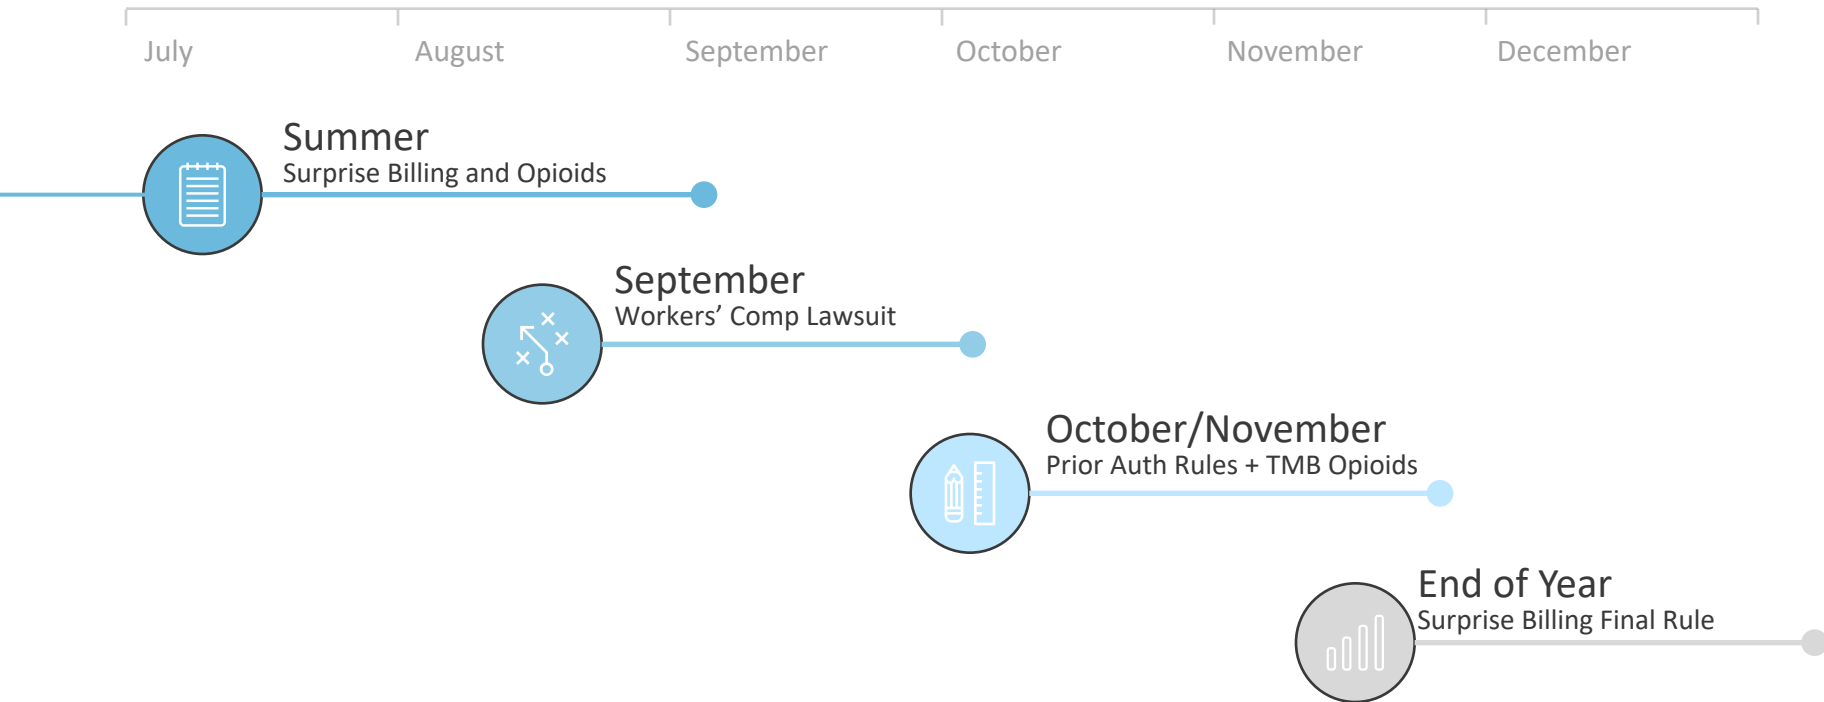 July August September October November December
Summer
Surprise Billing and Opioids
September
Workers’ Comp Lawsuit
October/November
Prior Auth Rules + TMB Opioids
End of Year
Surprise Billing Final Rule